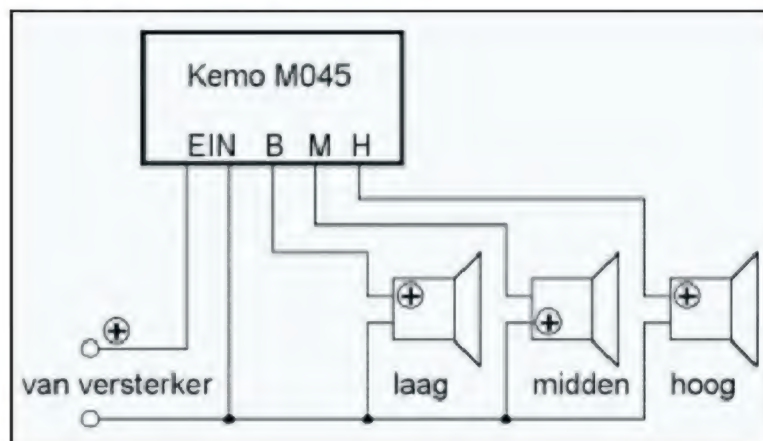 Kemo M045
EIN B M H
van versterker
laag
midden
hoog